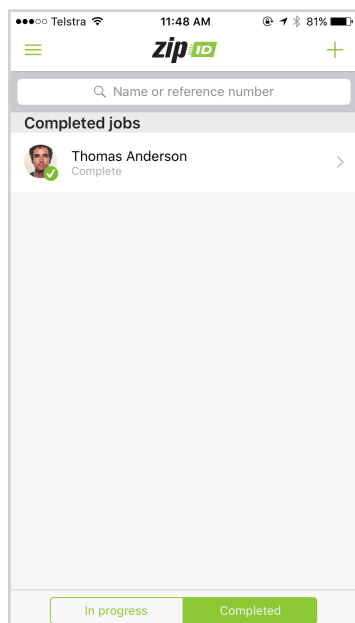 Telstra 11:48 AM 81%
zip ID
Name or reference number
Completed jobs
Thomas Anderson
Complete
In progress Completed